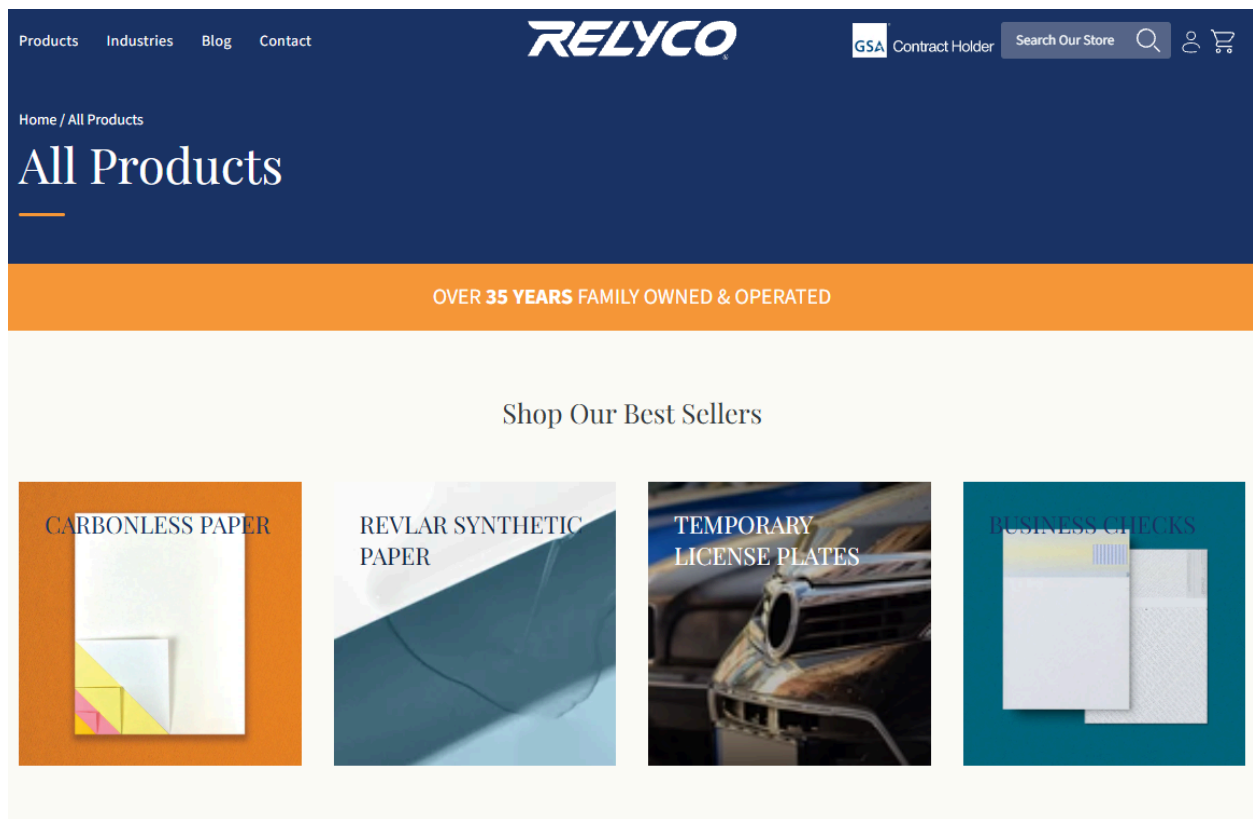 Products Industries Blog Contact
RELYCO
GSA Contract Holder
Search Our Store
Home / All Products
All Products
OVER 35 YEARS FAMILY OWNED & OPERATED
Shop Our Best Sellers
CARBONLESS PAPER
REVLAR SYNTHETIC
PAPER
TEMPORARY
LICENSE PLATES
BUSINESS CHECKS